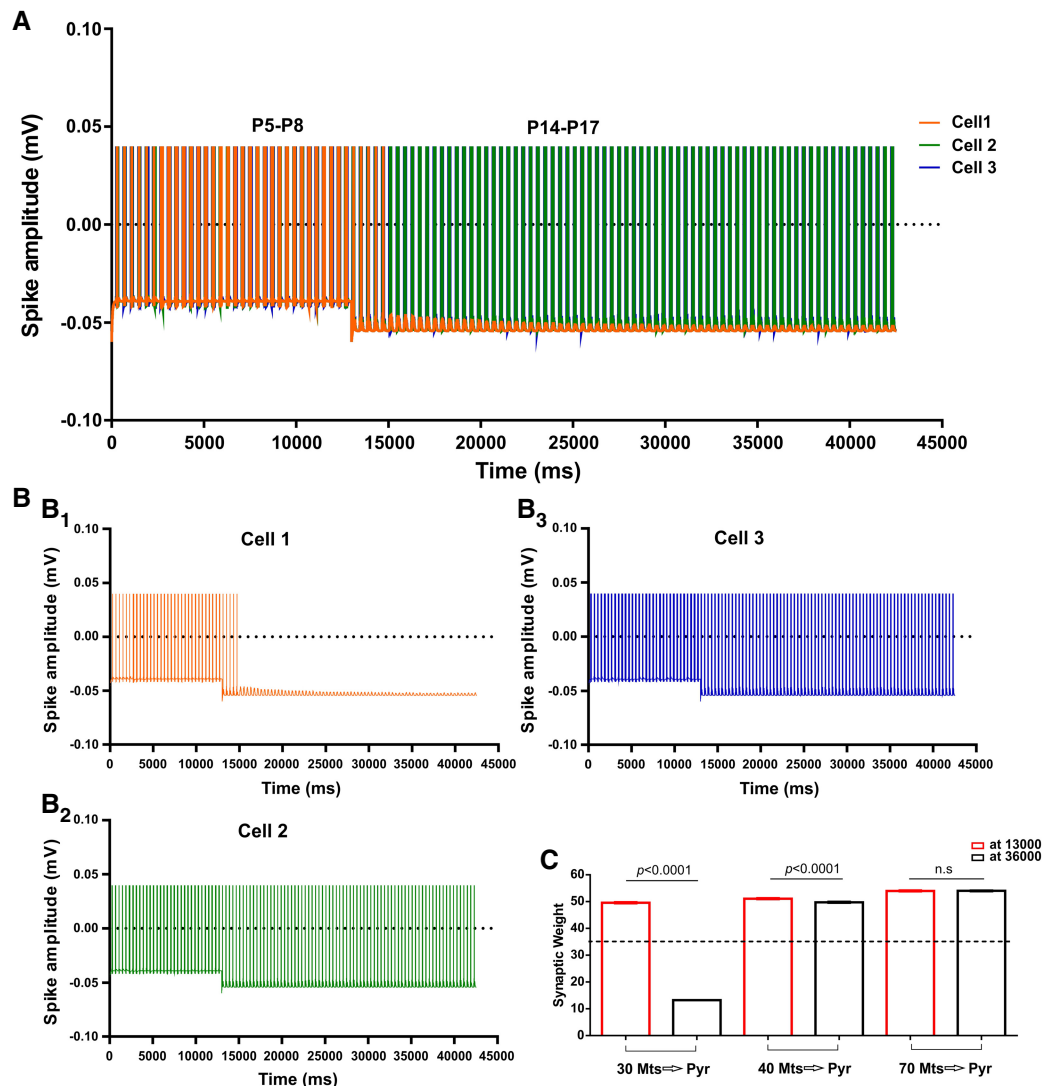 A
Spike amplitude (mV)
0.10
0.05
0.00
-0.05
-0.10
P5-P8
P14-P17
Cell1
Cell 2
Cell 3
0 5000 10000 15000 20000 25000 30000 35000 40000 45000
Time (ms)
B
B1
Cell 1
Spike amplitude (mV)
0.10
0.05
0.00
-0.05
-0.10
0 5000 10000 15000 20000 25000 30000 35000 40000 45000
Time (ms)
B3
Cell 3
Spike amplitude (mV)
0.10
0.05
0.00
-0.05
-0.10
0 5000 10000 15000 20000 25000 30000 35000 40000 45000
Time (ms)
B2
Cell 2
Spike amplitude (mV)
0.10
0.05
0.00
-0.05
-0.10
0 5000 10000 15000 20000 25000 30000 35000 40000 45000
Time (ms)
C
at 13000
at 36000
Synaptic Weight
60
50
40
30
20
10
0
p<0.0001
p<0.0001
n.s
30 Mts⇨ Pyr
40 Mts⇨ Pyr
70 Mts⇨ Pyr